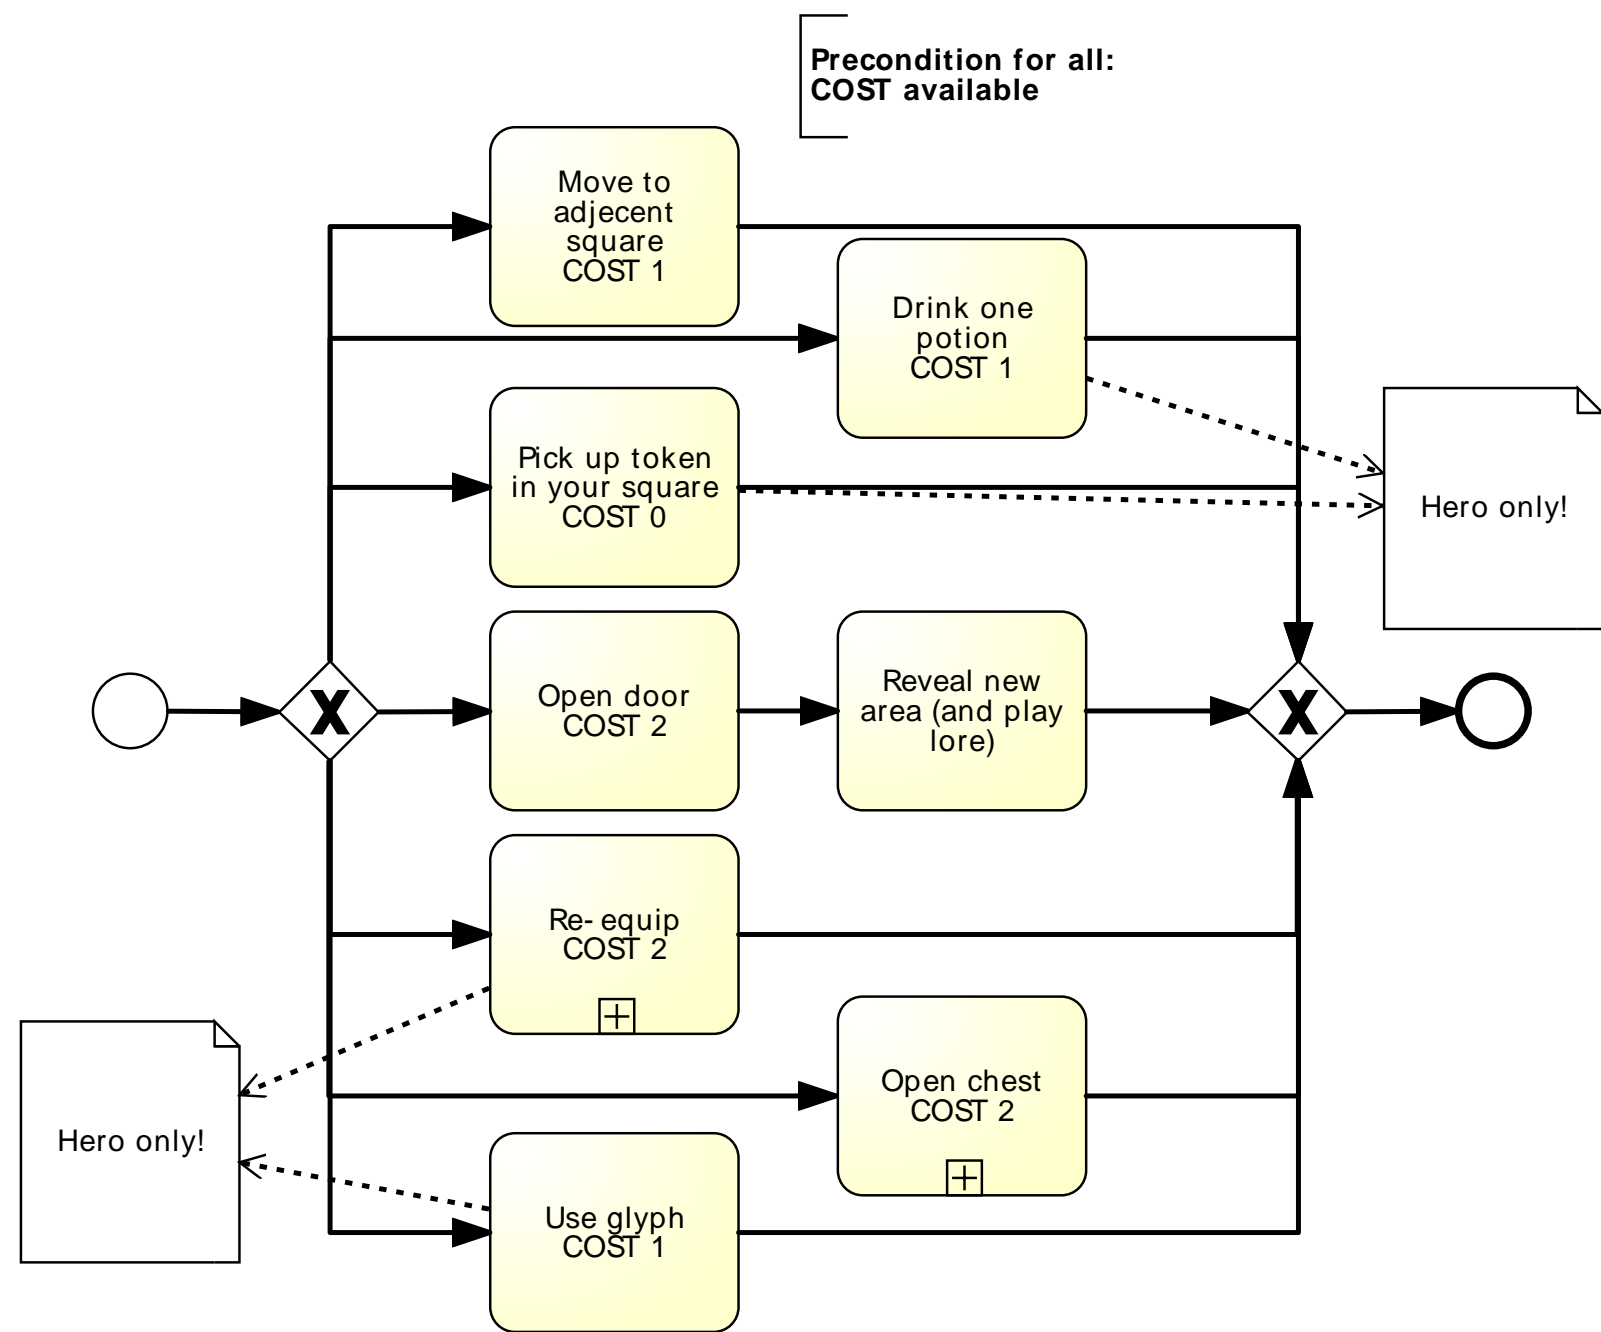 Precondition for all:
COST available
Move to
adjecent
square
COST 1
Drink one
potion
COST 1
Pick up token
in your square
COST 0
Hero only!
X
Open door
COST 2
Reveal new
area (and play
lore)
X
Re-equip
COST 2
Open chest
COST 2
Hero only!
Use glyph
COST 1